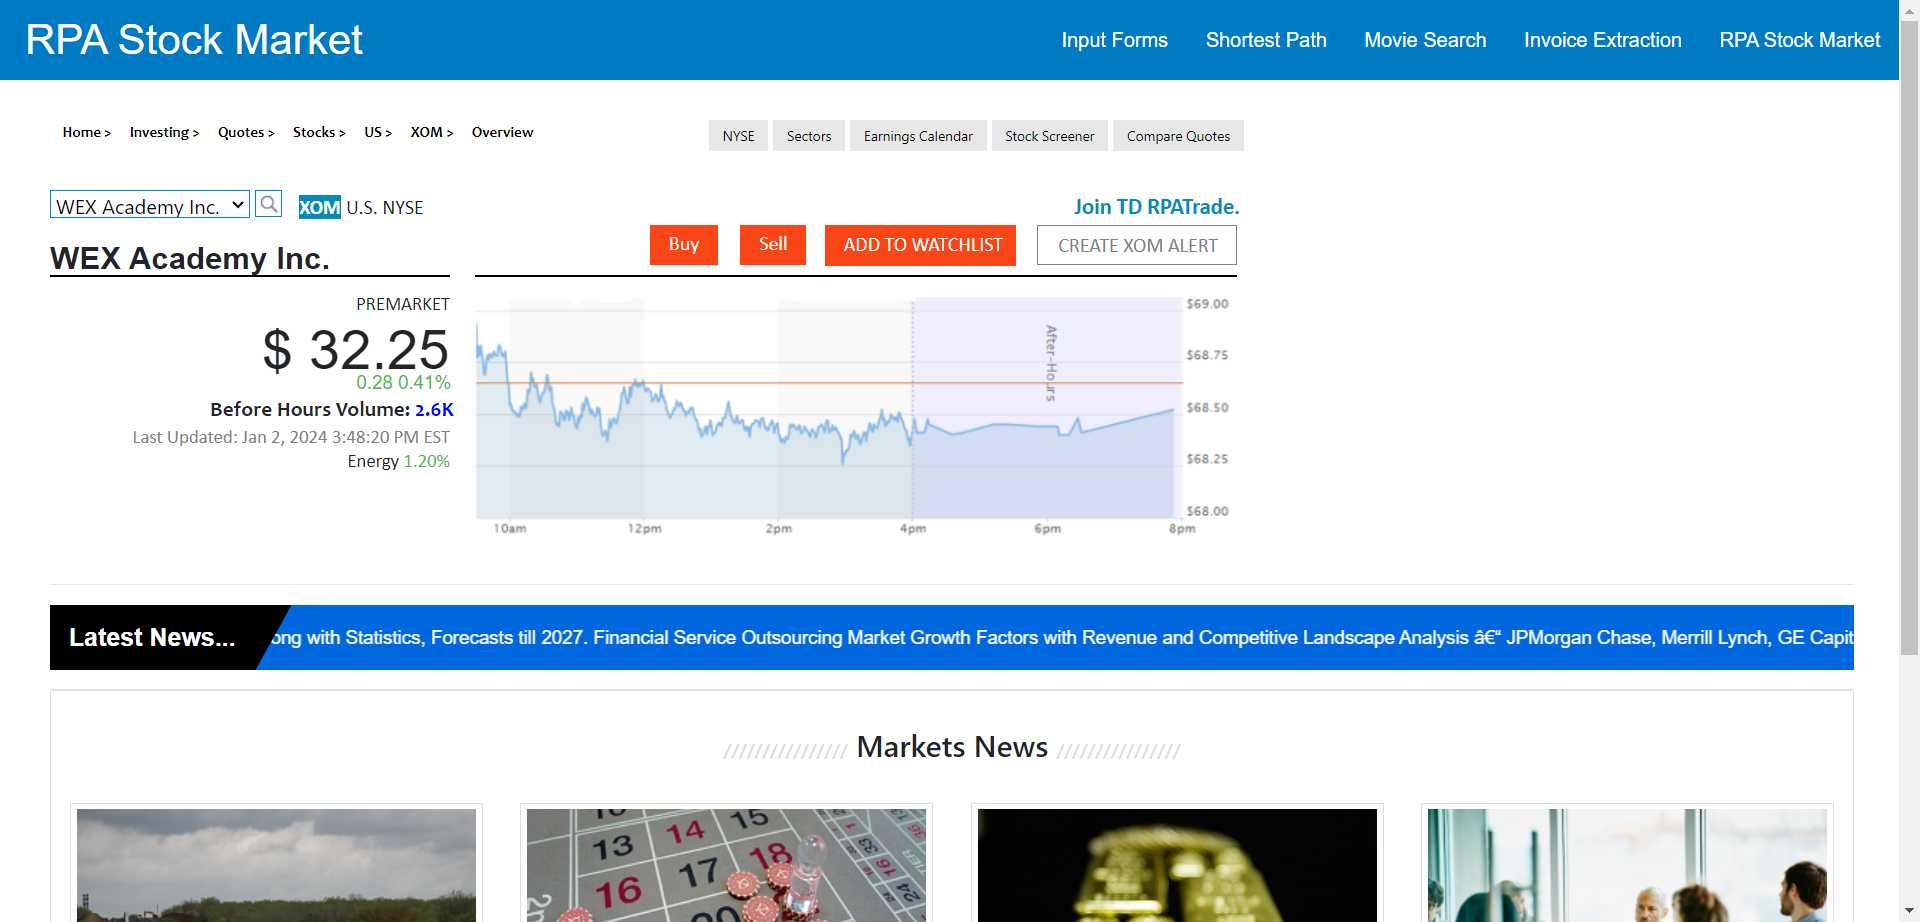 RPA Stock Market
Input Forms
Shortest Path
Movie Search
Invoice Extraction
RPA Stock Market
Home >
Investing >
Quotes >
Stocks >
US >
XOM >
Overview
NYSE
Sectors
Earnings Calendar
Stock Screener
Compare Quotes
WEX Academy Inc.
XOM U.S. NYSE
Join TD RPATrade.
WEX Academy Inc.
Buy
Sell
ADD TO WATCHLIST
CREATE XOM ALERT
PREMARKET
$ 32.25
0.28 0.41%
Before Hours Volume: 2.6K
Last Updated: Jan 2, 2024 3:48:20 PM EST
Energy 1.20%
After-Hours
$69.00
$68.75
$68.50
$68.25
$68.00
10am
12pm
2pm
4pm
6pm
8pm
Latest News...
ong with Statistics, Forecasts till 2027. Financial Service Outsourcing Market Growth Factors with Revenue and Competitive Landscape Analysis â€“ JPMorgan Chase, Merrill Lynch, GE Capit
//////////////// Markets News ////////////////
13
14
15
16
17
18
20
24